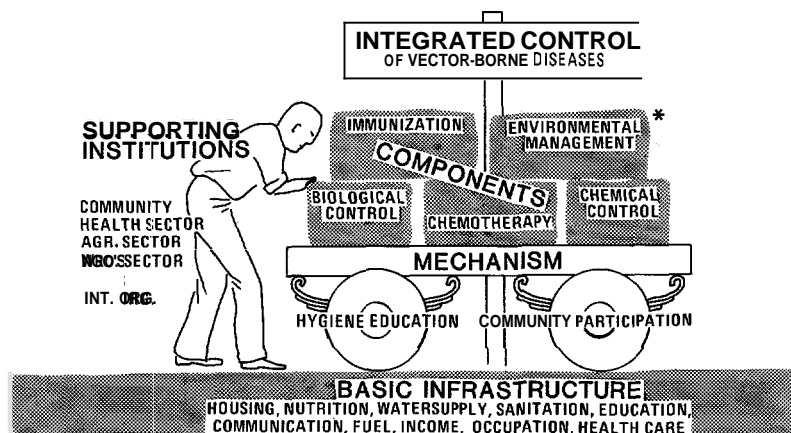 INTEGRATED CONTROL
OF VECTOR-BORNE DISEASES
SUPPORTING
INSTITUTIONS
COMMUNITY
HEALTH SECTOR
AGR. SECTOR
SECTOR
INT. ORG.
IMMUNIZATION
ENVIRONMENTAL
MANAGEMENT
*
COMPONENTS
BIOLOGICAL
CONTROL
CHEMOTHERAPY
CHEMICAL
CONTROL
MECHANISM
HYGIENE EDUCATION
COMMUNITY PARTICIPATION
BASIC INFRASTRUCTURE
HOUSING, NUTRITION, WATERSUPPLY, SANITATION, EDUCATION,
COMMUNICATION, FUEL, INCOME, OCCUPATION, HEALTH CARE